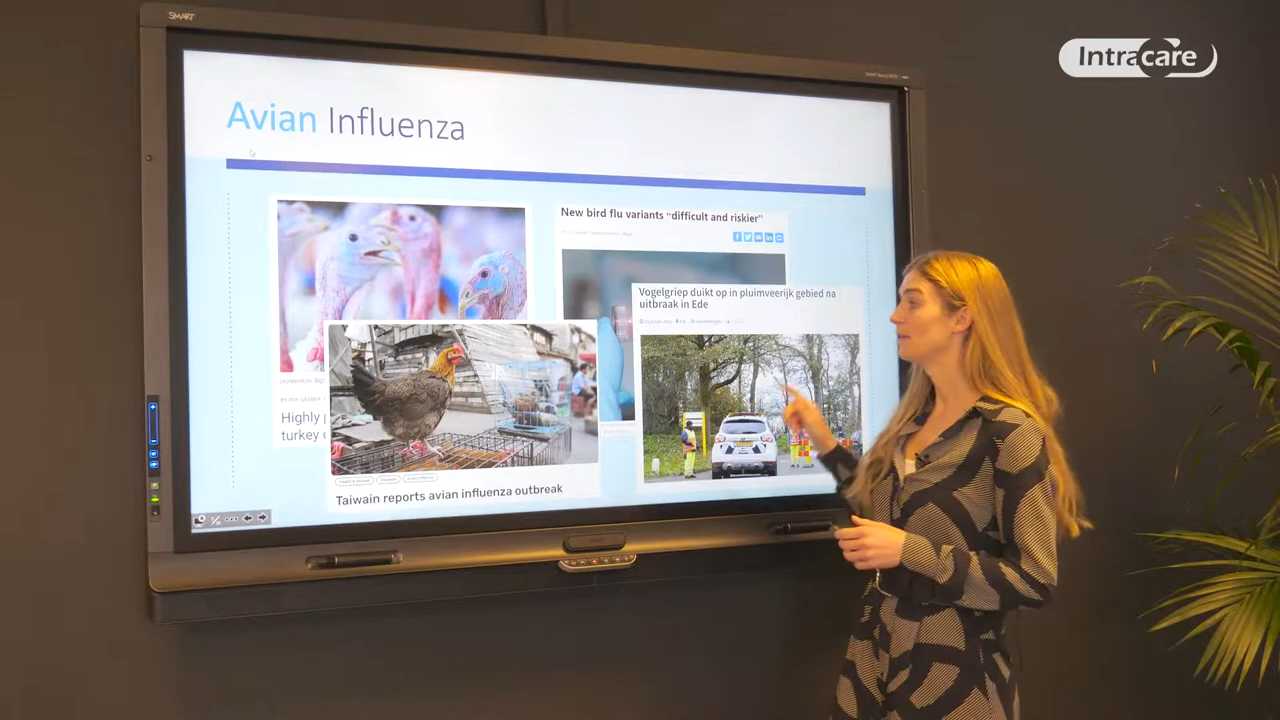 SMART
Intracare
Avian Influenza
New bird flu variants “difficult and riskier”
Vogelgriep duikt op in pluimveerijk gebied na
uitbraak in Ede
Highly
turkey
Taiwain reports avian influenza outbreak